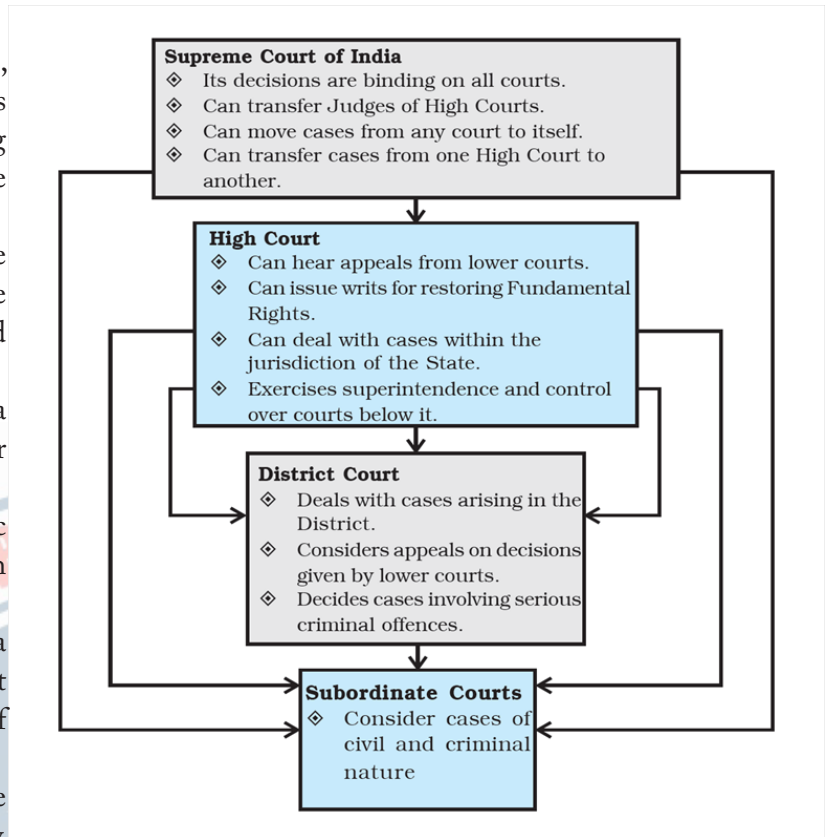 Supreme Court of India
◈ Its decisions are binding on all courts.
◈ Can transfer Judges of High Courts.
◈ Can move cases from any court to itself.
◈ Can transfer cases from one High Court to
another.
High Court
◈ Can hear appeals from lower courts.
◈ Can issue writs for restoring Fundamental
Rights.
◈ Can deal with cases within the
jurisdiction of the State.
◈ Exercises superintendence and control
over courts below it.
District Court
◈ Deals with cases arising in the
District.
◈ Considers appeals on decisions
given by lower courts.
◈ Decides cases involving serious
criminal offences.
Subordinate Courts
◈ Consider cases of
civil and criminal
nature